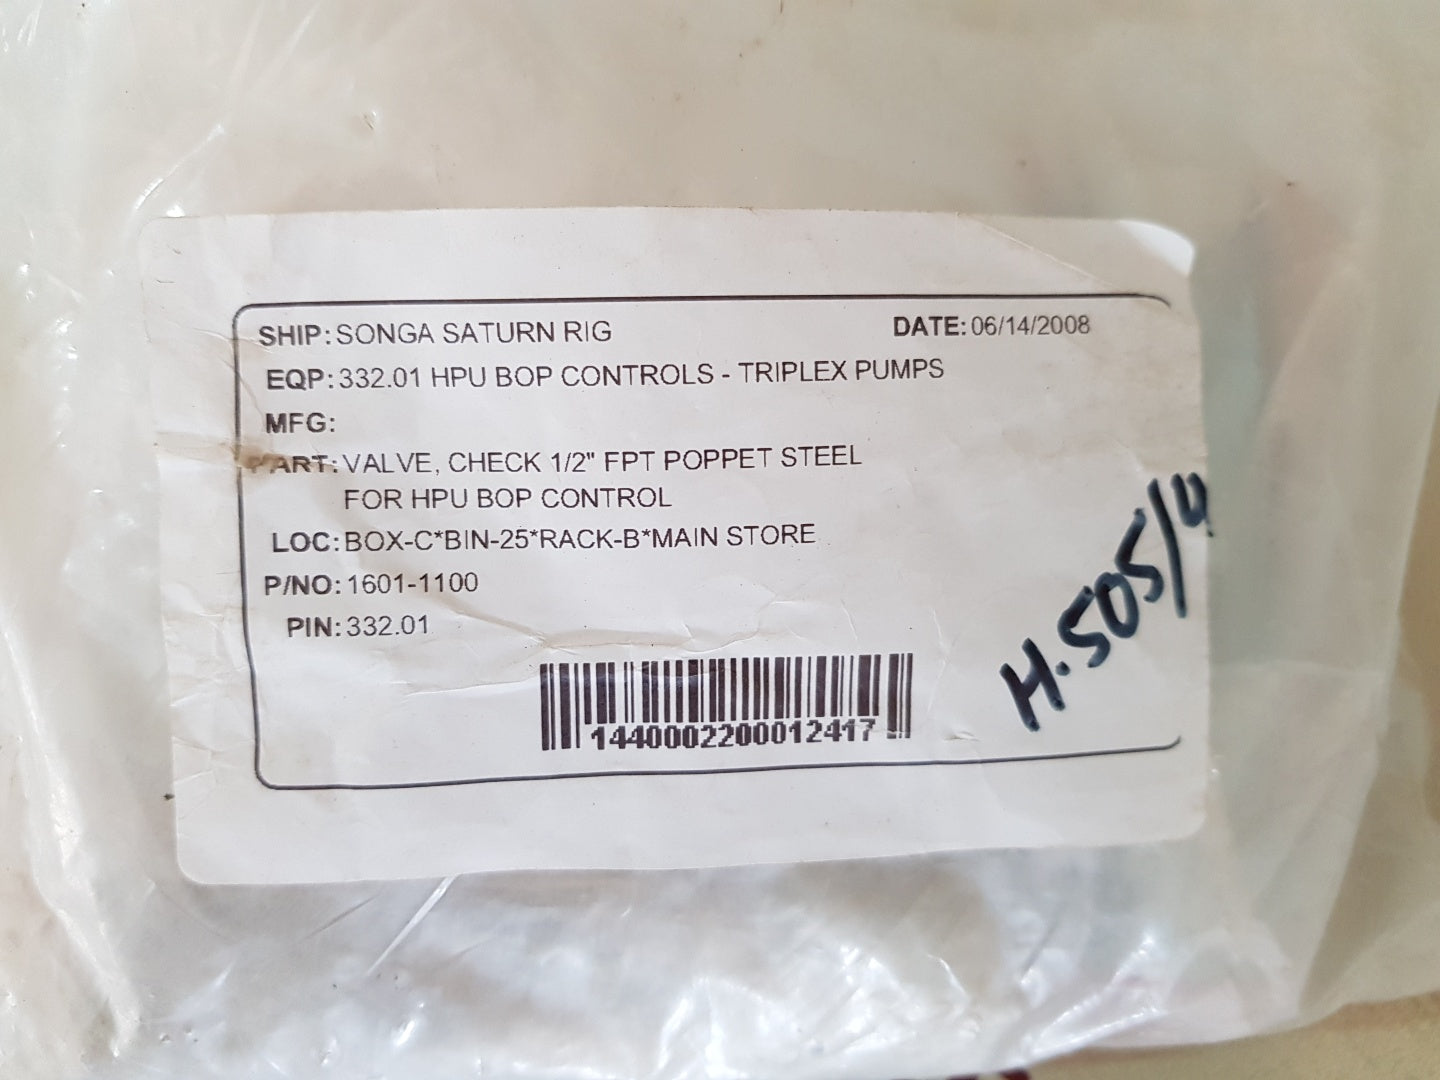 SHIP: SONGA SATURN RIG DATE: 06/14/2008
EQP: 332.01 HPU BOP CONTROLS - TRIPLEX PUMPS
MFG:
PART: VALVE, CHECK 1/2" FPT POPPET STEEL
FOR HPU BOP CONTROL
LOC: BOX-C*BIN-25*RACK-B*MAIN STORE
P/NO: 1601-1100
PIN: 332.01
1440002200012417
H.505/